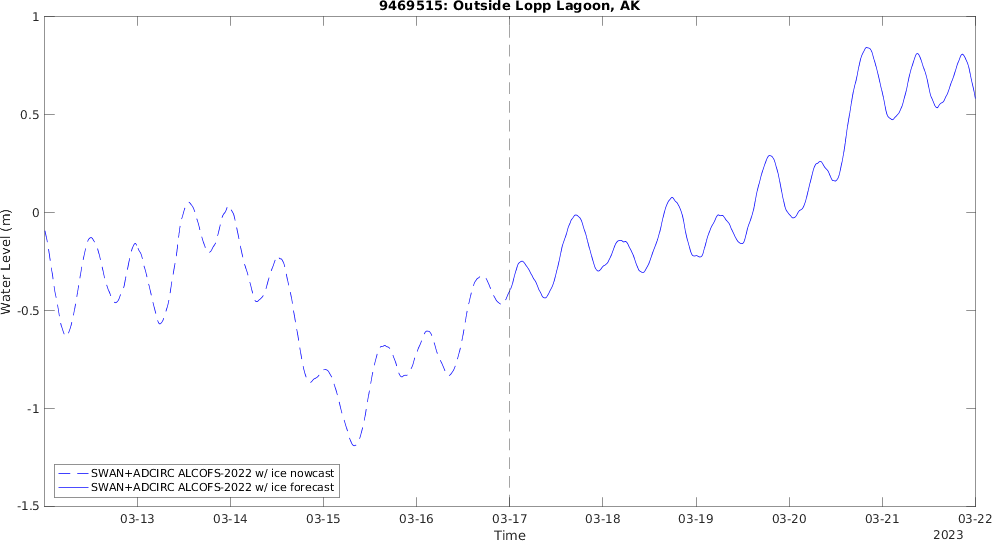 9469515: Outside Lopp Lagoon, AK
1
0.5
0
-0.5
-1
-1.5
Water Level (m)
SWAN+ADCIRC ALCOFS-2022 w/ ice nowcast
SWAN+ADCIRC ALCOFS-2022 w/ ice forecast
03-13 03-14 03-15 03-16 03-17 03-18 03-19 03-20 03-21 03-22
Time
2023